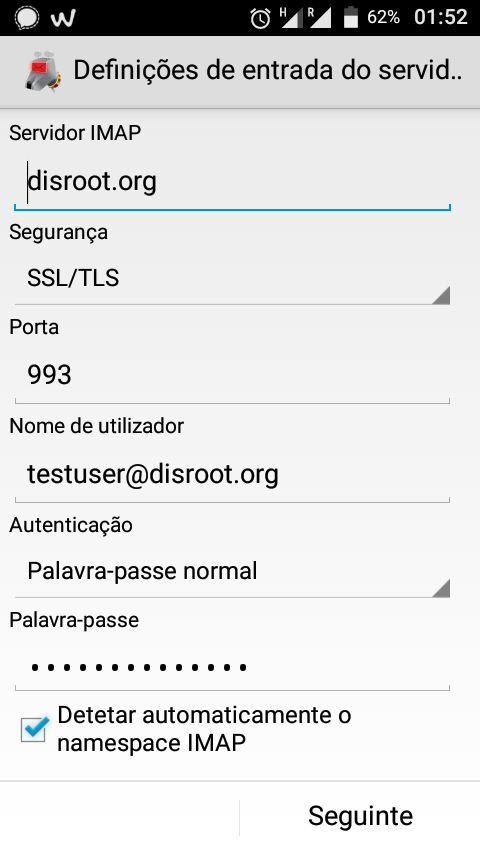 H R 62% 01:52
Definições de entrada do servid..
Servidor IMAP
disroot.org
Segurança
SSL/TLS
Porta
993
Nome de utilizador
testuser@disroot.org
Autenticação
Palavra-passe normal
Palavra-passe
••••••••••••••
Detetar automaticamente o
namespace IMAP
Seguinte